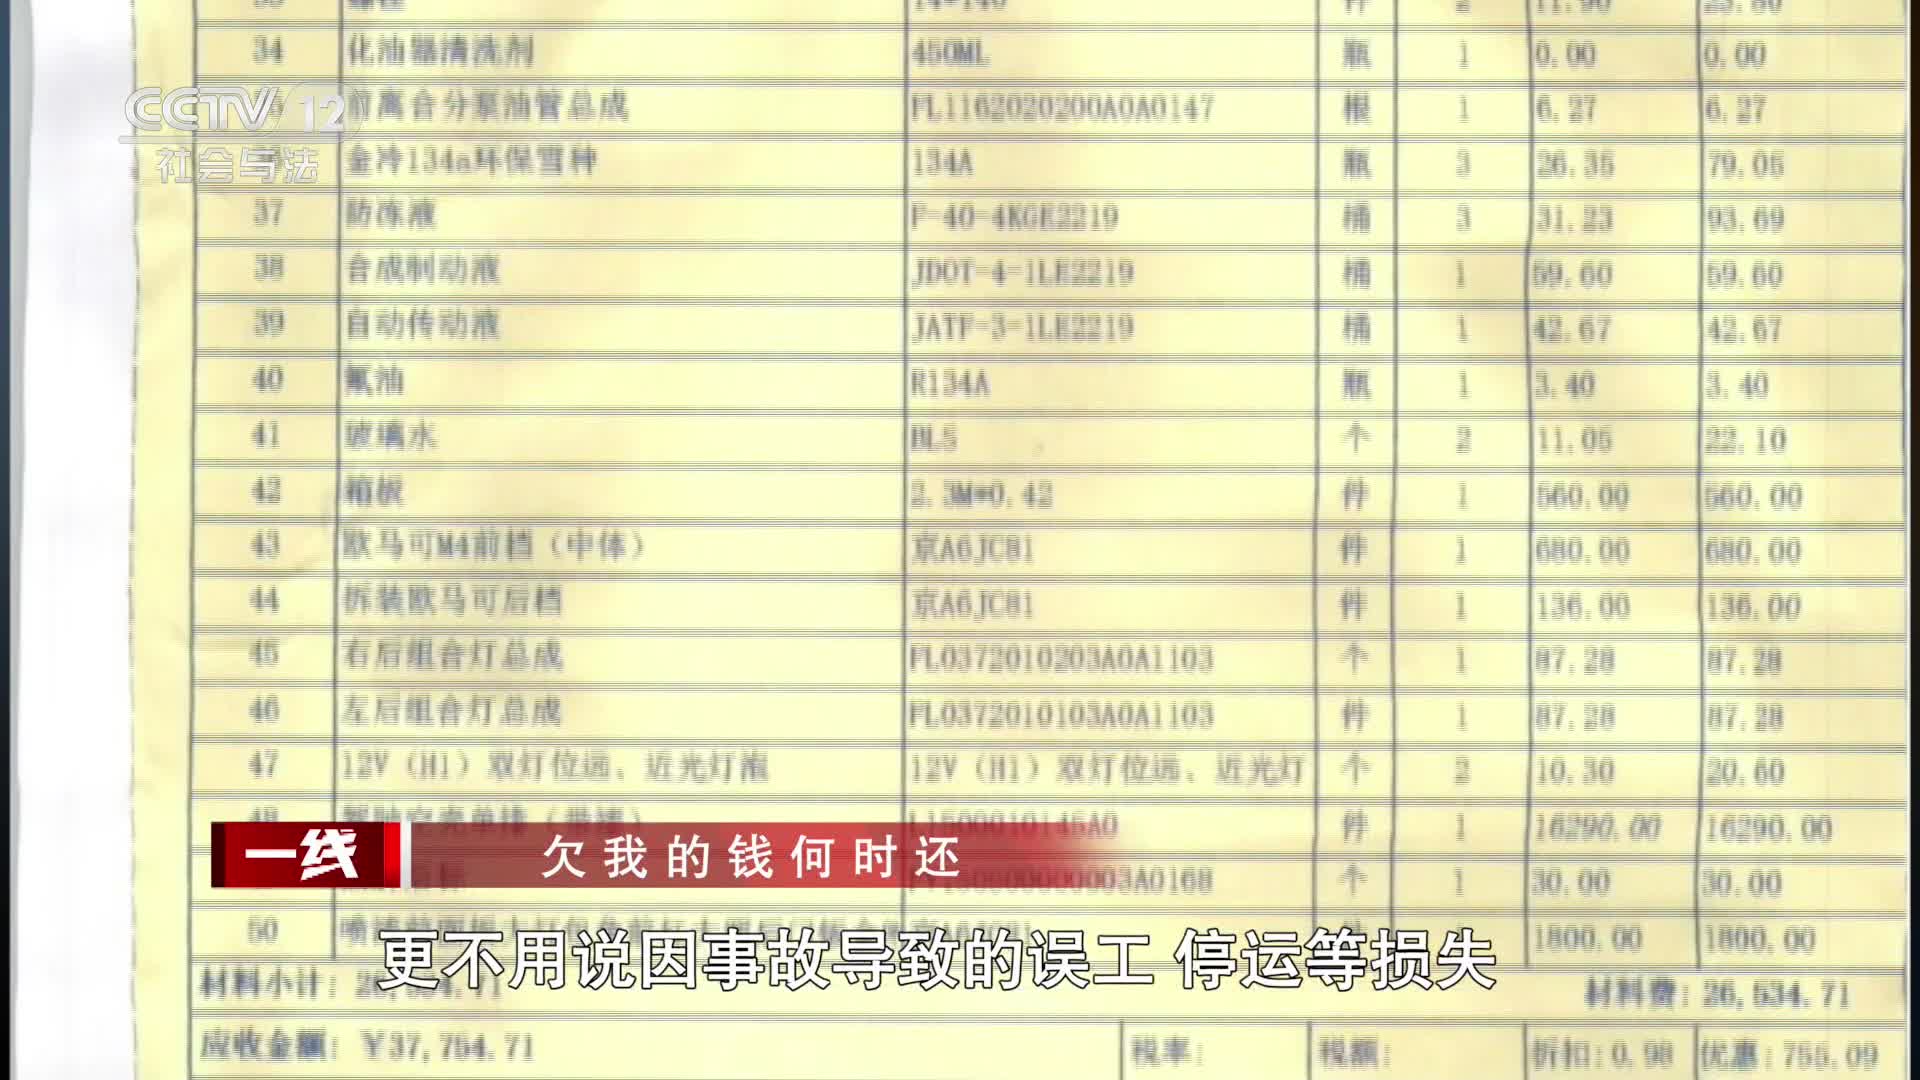 14*140 件 2 11.90 23.80
34 化油器清洗剂 450ML 瓶 1 0.00 0.00
前离合分泵油管总成 FL1162020200A0A0147 根 1 6.27 6.27
CCTV 12
金冷134a环保雪种 134A 瓶 3 26.35 79.05
社会与法
37 防冻液 F-40-4KGE2219 桶 3 31.23 93.69
38 合成制动液 JDOT-4-1LE2219 桶 1 59.60 59.60
39 自动传动液 JATF-3-1LE2219 桶 1 42.67 42.67
40 氟油 R134A 瓶 1 3.40 3.40
41 玻璃水 BL5 个 2 11.05 22.10
42 箱板 2.3M*0.42 件 1 560.00 560.00
43 欧马可M4前档（中体） 京A6JC81 件 1 680.00 680.00
44 拆装欧马可后档 京A6JC81 件 1 136.00 136.00
45 右后组合灯总成 FL0372010203A0A1103 个 1 87.28 87.28
46 左后组合灯总成 FL0372010103A0A1103 件 1 87.28 87.28
47 12V（H1）双灯位远、近光灯泡 12V（H1）双灯位远、近光灯 个 2 10.30 20.60
48 L1500010145A0 件 1 16290.00 16290.00
一线 欠我的钱何时还
个 1 30.00 30.00
50 件 1800.00 1800.00
更不用说因事故导致的误工 停运等损失
材料小计: 材料费: 26,534.71
应收金额: ￥37,754.71 税率: 税额: 折扣:0.98 优惠:755.09